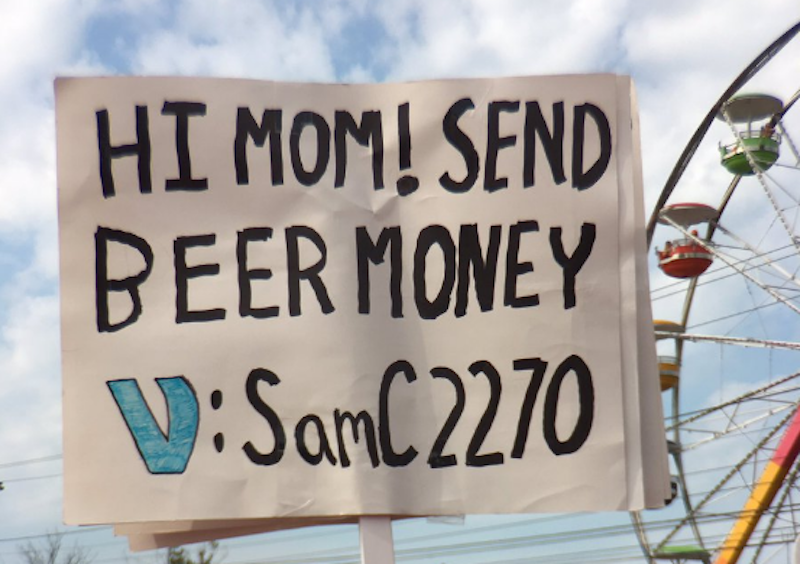 HI MOM! SEND
BEER MONEY
V: SamC2270